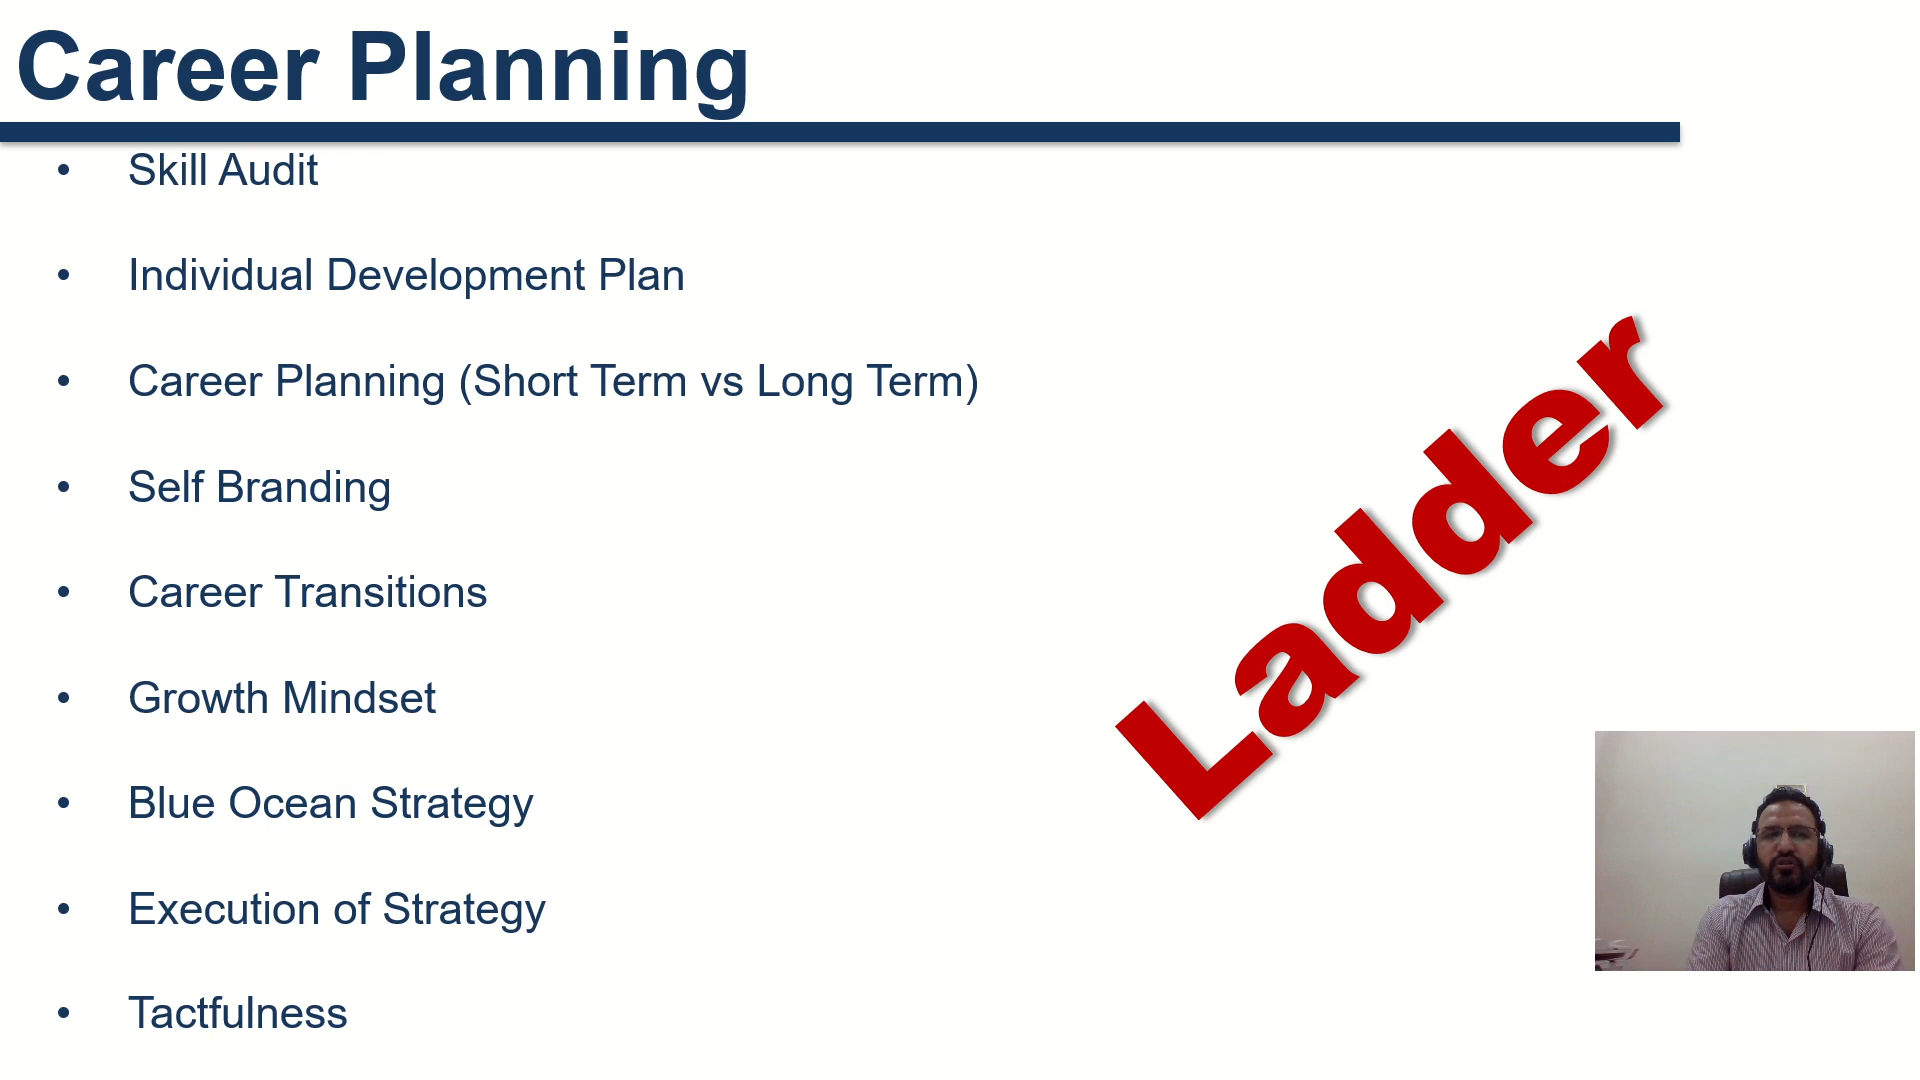 Career Planning
• Skill Audit
• Individual Development Plan
• Career Planning (Short Term vs Long Term)
• Self Branding
• Career Transitions
• Growth Mindset
• Blue Ocean Strategy
• Execution of Strategy
• Tactfulness
Ladder